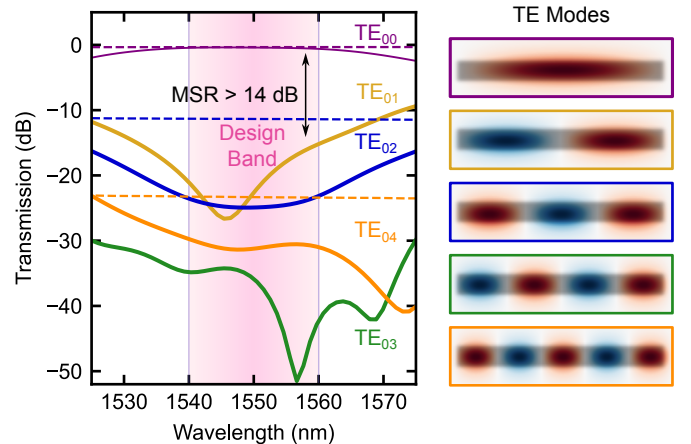 TE Modes
0
−10
−20
−30
−40
−50
Transmission (dB)
TE₀₀
MSR > 14 dB
TE₀₁
Design
Band
TE₀₂
TE₀₄
TE₀₃
1530
1540
1550
1560
1570
Wavelength (nm)